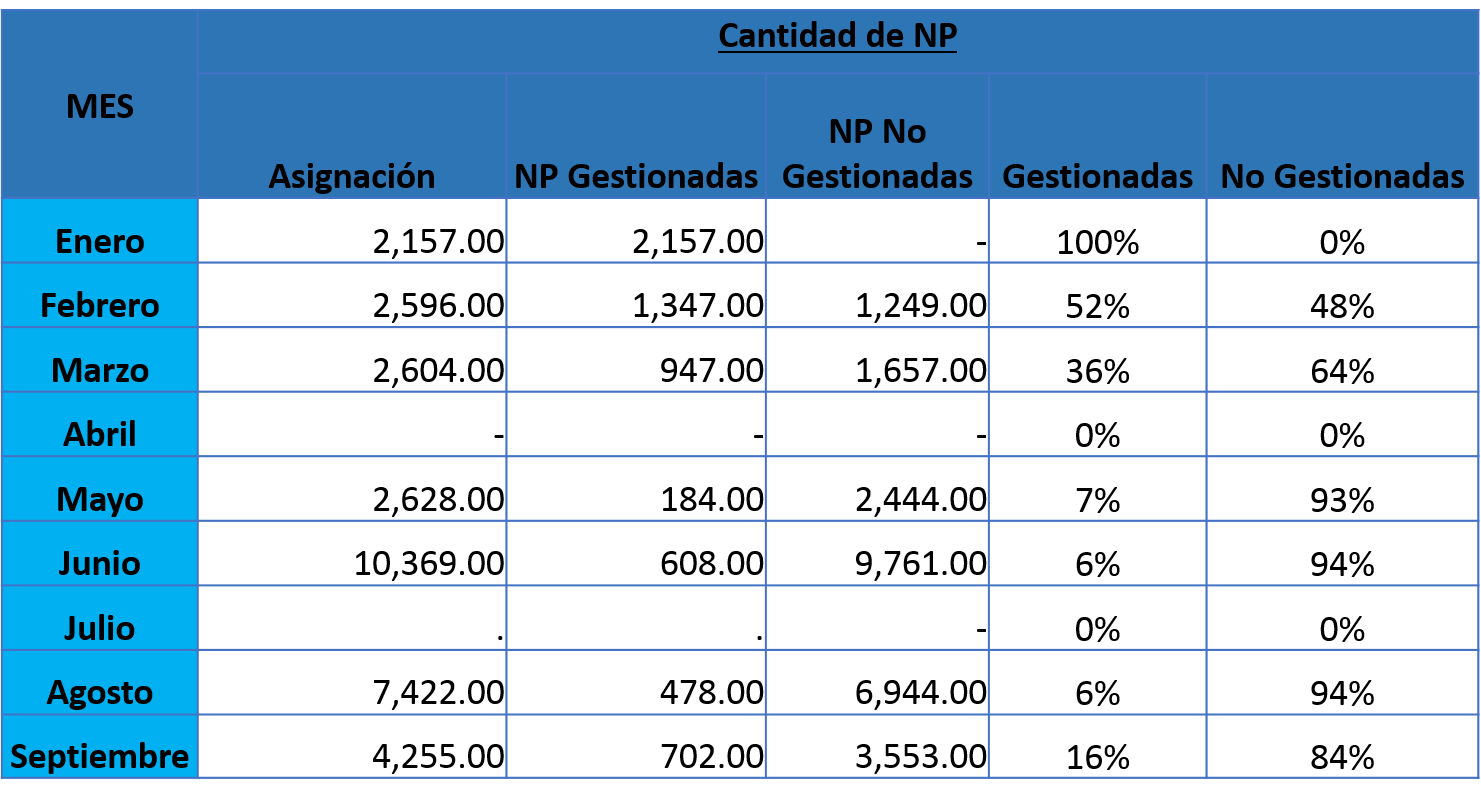 Cantidad de NP
MES
Asignación NP Gestionadas NP No Gestionadas Gestionadas No Gestionadas
Enero 2,157.00 2,157.00 - 100% 0%
Febrero 2,596.00 1,347.00 1,249.00 52% 48%
Marzo 2,604.00 947.00 1,657.00 36% 64%
Abril - - - 0% 0%
Mayo 2,628.00 184.00 2,444.00 7% 93%
Junio 10,369.00 608.00 9,761.00 6% 94%
Julio . . - 0% 0%
Agosto 7,422.00 478.00 6,944.00 6% 94%
Septiembre 4,255.00 702.00 3,553.00 16% 84%